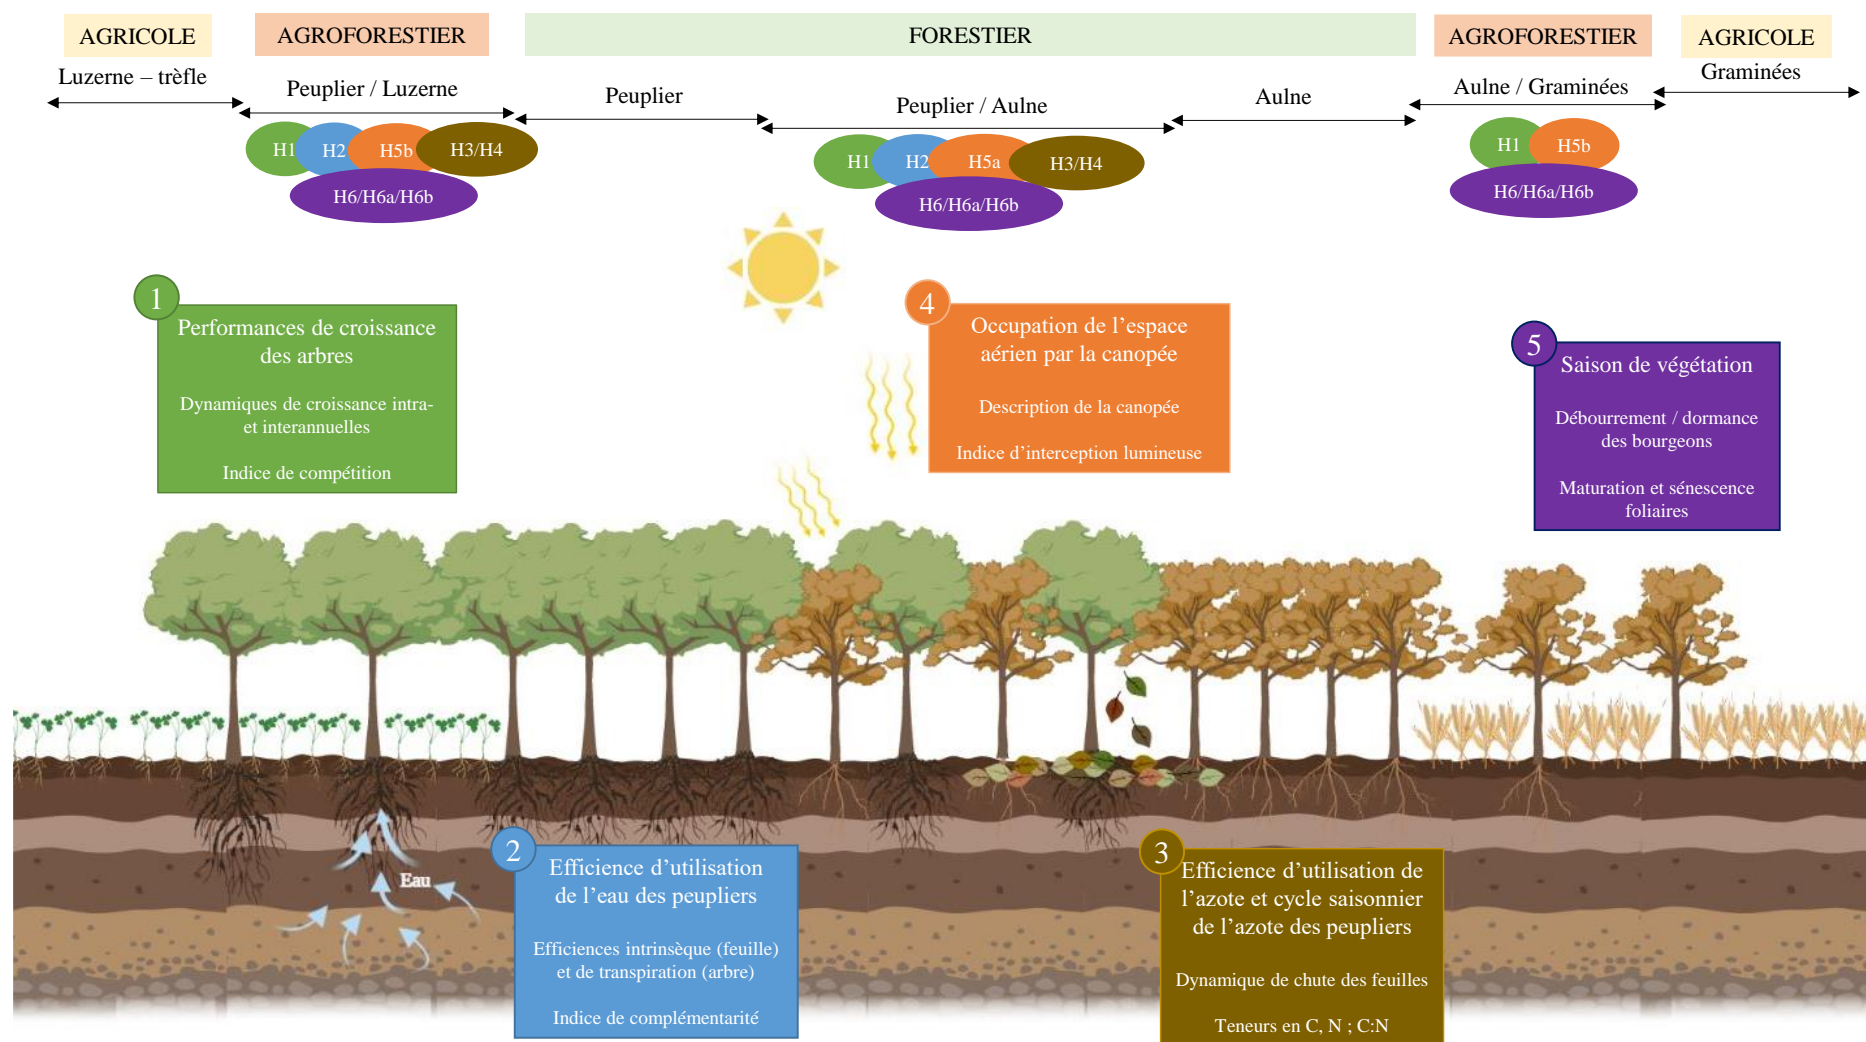 AGRICOLE
AGROFORESTIER
FORESTIER
AGROFORESTIER
AGRICOLE
Luzerne – trèfle
Peuplier / Luzerne
Peuplier
Peuplier / Aulne
Aulne
Aulne / Graminées
Graminées
H1
H2
H5b
H3/H4
H6/H6a/H6b
H1
H2
H5a
H3/H4
H6/H6a/H6b
H1
H5b
H6/H6a/H6b
1
Performances de croissance
des arbres
Dynamiques de croissance intra-
et interannuelles
Indice de compétition
4
Occupation de l’espace
aérien par la canopée
Description de la canopée
Indice d’interception lumineuse
5
Saison de végétation
Débourrement / dormance
des bourgeons
Maturation et sénescence
foliaires
Eau
2
Efficience d’utilisation
de l’eau des peupliers
Efficiences intrinsèque (feuille)
et de transpiration (arbre)
Indice de complémentarité
3
Efficience d’utilisation de
l’azote et cycle saisonnier
de l’azote des peupliers
Dynamique de chute des feuilles
Teneurs en C, N ; C:N